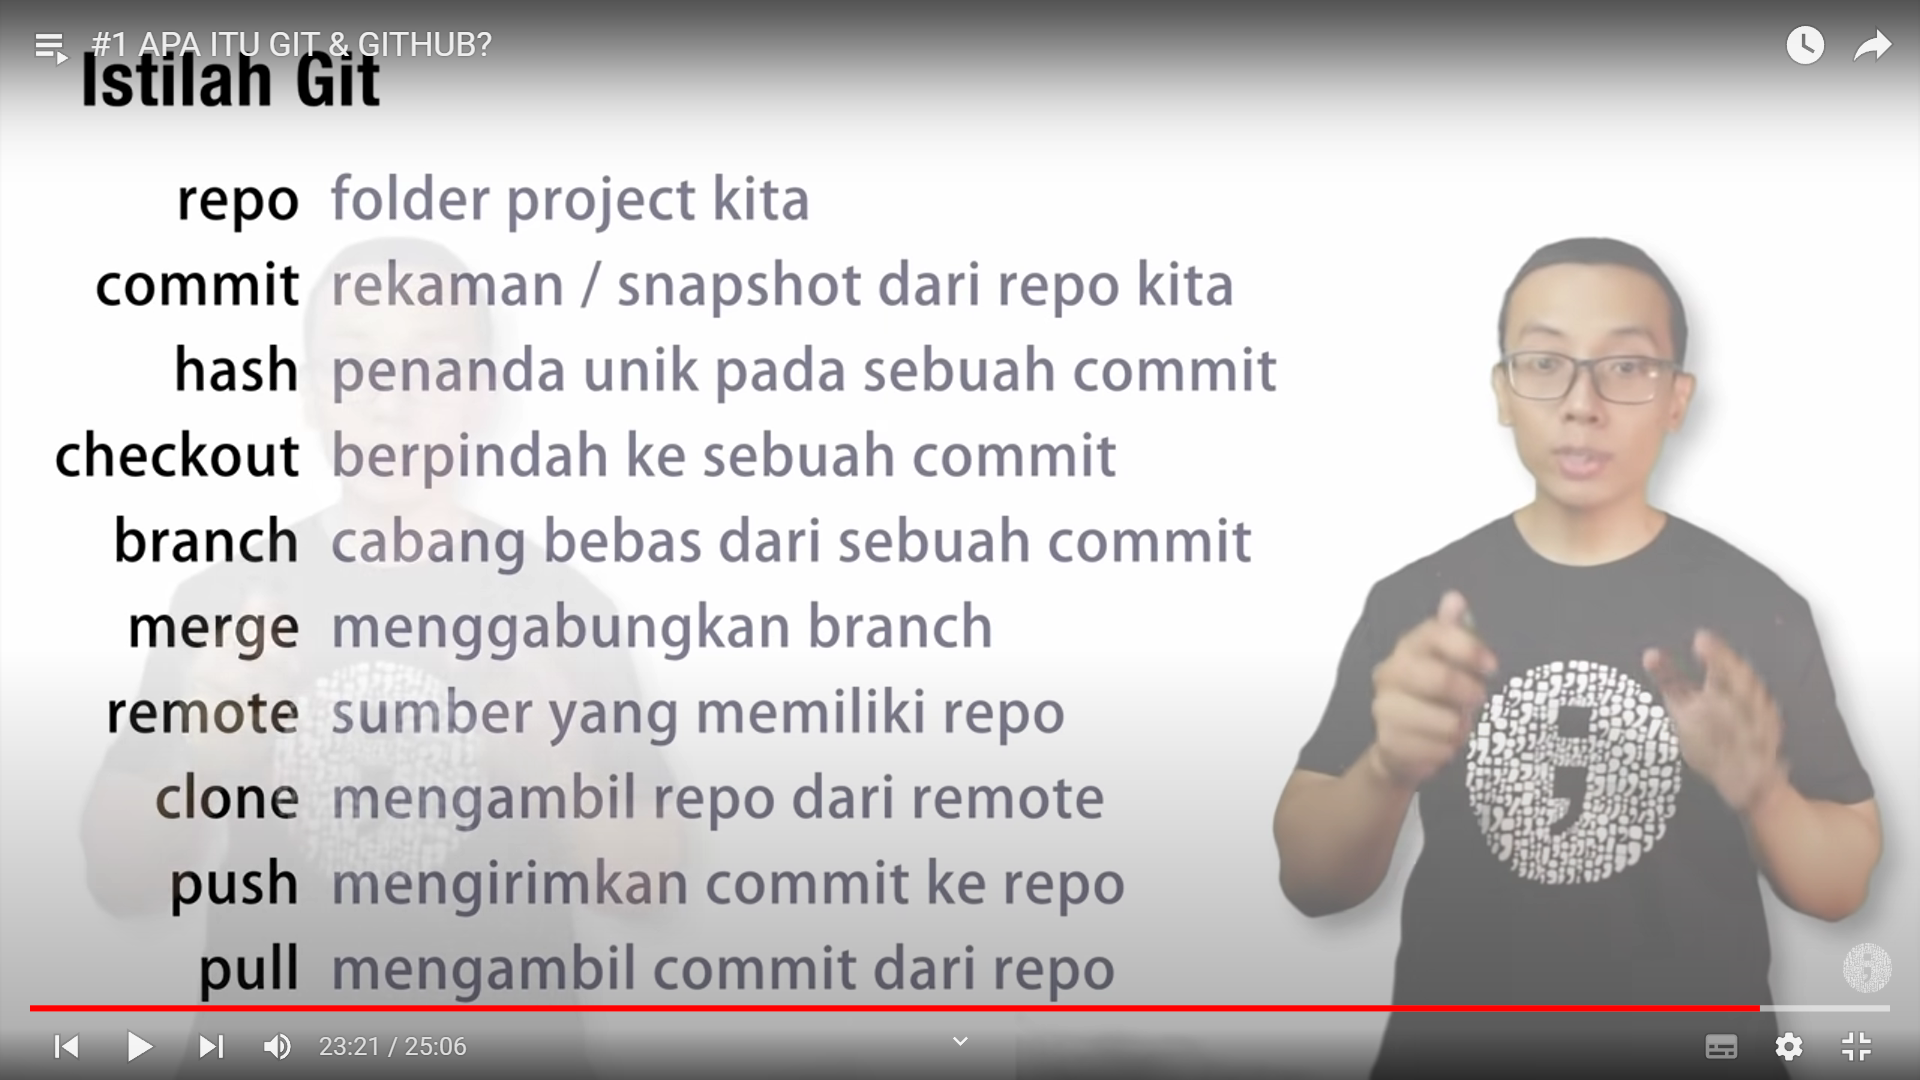 #1 APA ITU GIT & GITHUB?
Istilah Git
repo folder project kita
commit rekaman / snapshot dari repo kita
hash penanda unik pada sebuah commit
checkout berpindah ke sebuah commit
branch cabang bebas dari sebuah commit
merge menggabungkan branch
remote sumber yang memiliki repo
clone mengambil repo dari remote
push mengirimkan commit ke repo
pull mengambil commit dari repo
23:21 / 25:06